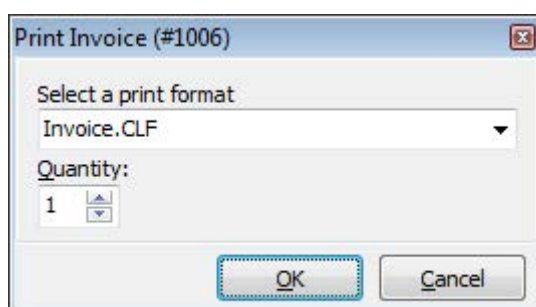 Print Invoice (#1006)
Select a print format
Invoice.CLF
Quantity:
1
OK
Cancel